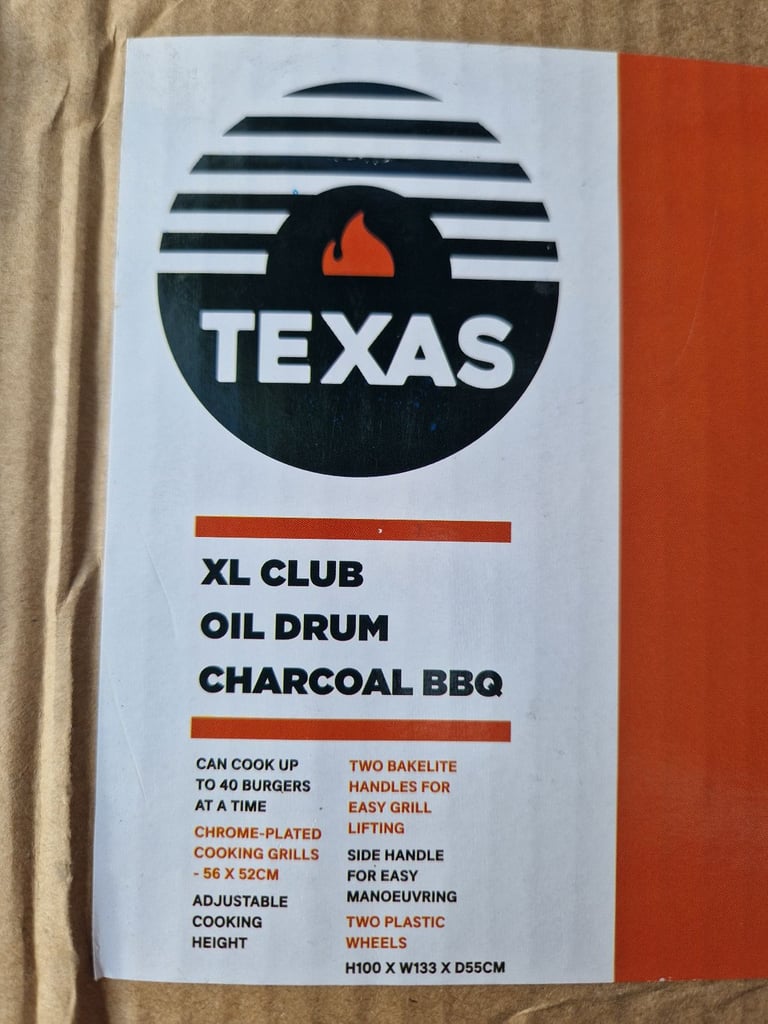 TEXAS
XL CLUB
OIL DRUM
CHARCOAL BBQ
CAN COOK UP
TO 40 BURGERS
AT A TIME
CHROME-PLATED
COOKING GRILLS
- 56 X 52CM
ADJUSTABLE
COOKING
HEIGHT
TWO BAKELITE
HANDLES FOR
EASY GRILL
LIFTING
SIDE HANDLE
FOR EASY
MANOEUVRING
TWO PLASTIC
WHEELS
H100 X W133 X D55CM